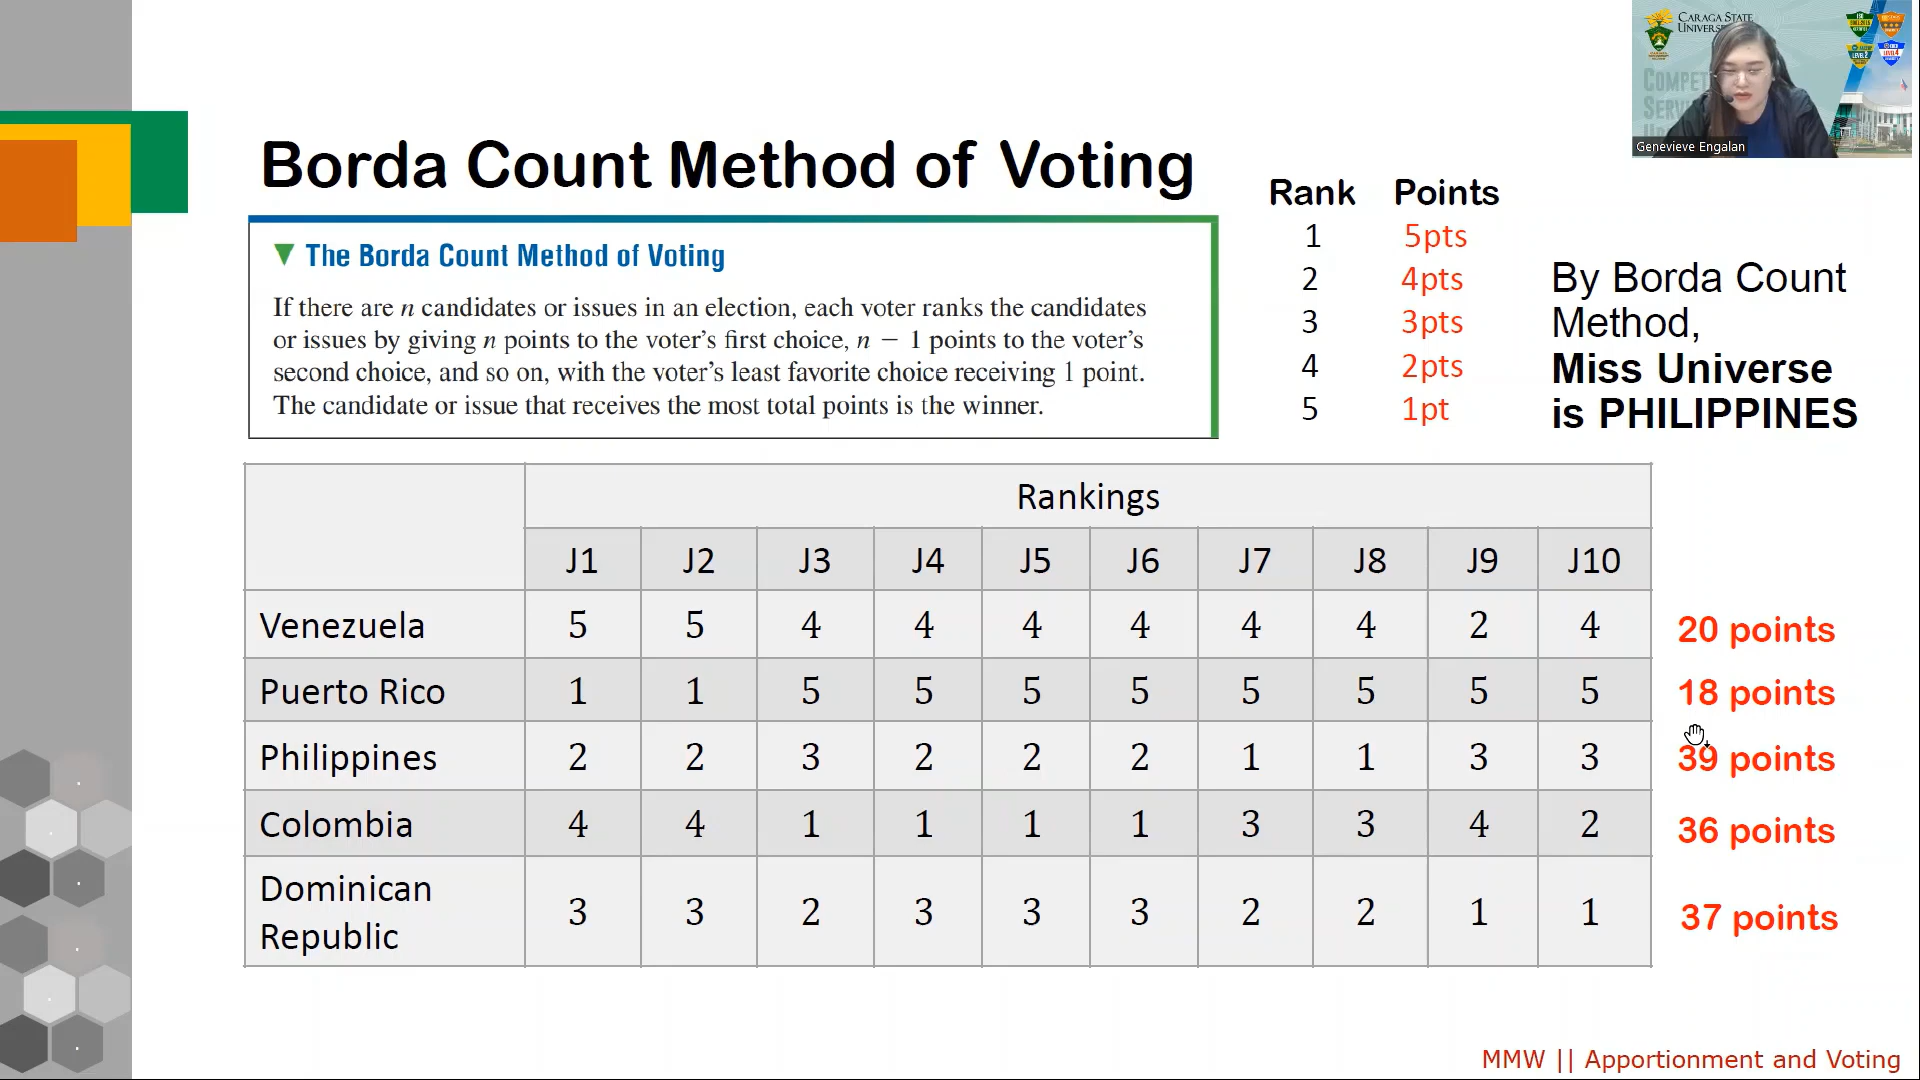 CARAGA STATE
Genevieve Engalan
Borda Count Method of Voting
▼ The Borda Count Method of Voting
If there are n candidates or issues in an election, each voter ranks the candidates
or issues by giving n points to the voter’s first choice, n − 1 points to the voter’s
second choice, and so on, with the voter’s least favorite choice receiving 1 point.
The candidate or issue that receives the most total points is the winner.
Rank Points
1 5pts
2 4pts
3 3pts
4 2pts
5 1pt
By Borda Count
Method,
Miss Universe
is PHILIPPINES
Rankings
J1 J2 J3 J4 J5 J6 J7 J8 J9 J10
Venezuela 5 5 4 4 4 4 4 4 2 4 20 points
Puerto Rico 1 1 5 5 5 5 5 5 5 5 18 points
Philippines 2 2 3 2 2 2 1 1 3 3 39 points
Colombia 4 4 1 1 1 1 3 3 4 2 36 points
Dominican
Republic 3 3 2 3 3 3 2 2 1 1 37 points
MMW || Apportionment and Voting